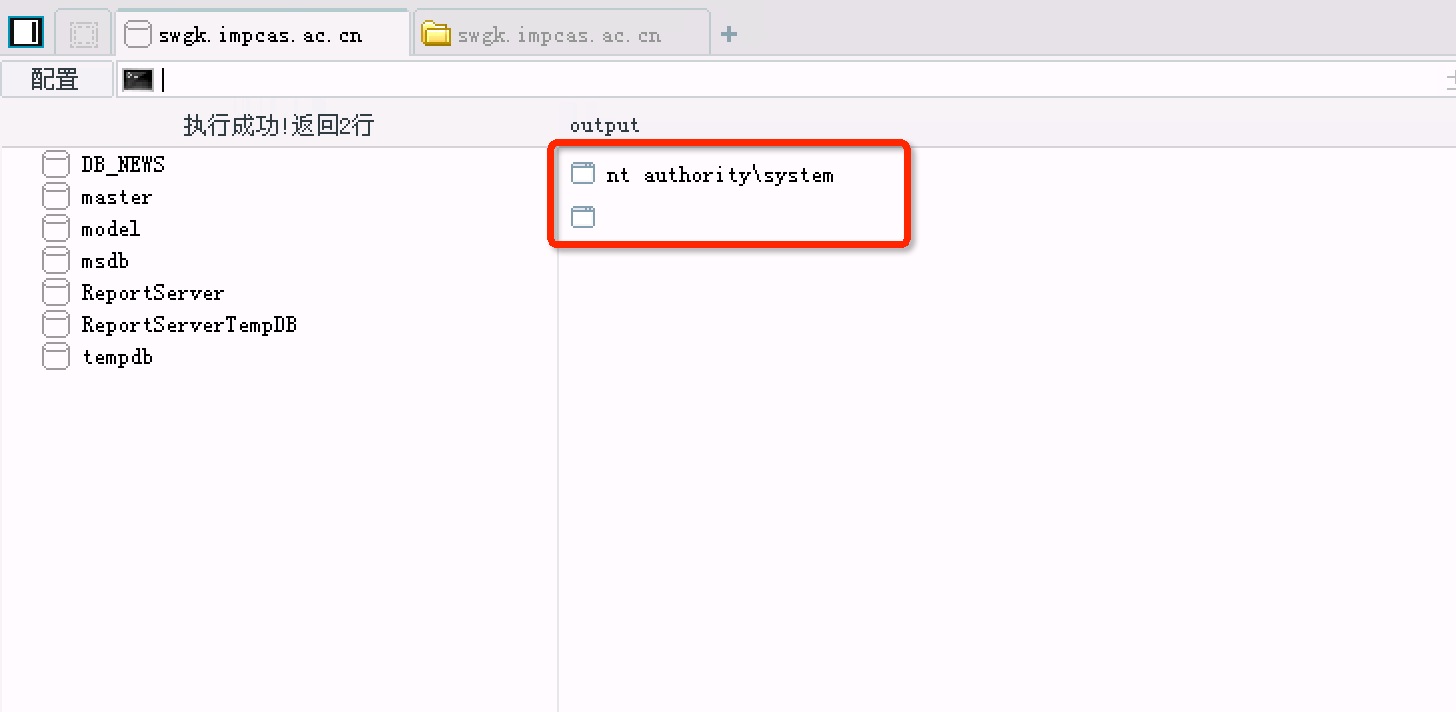 swgk.impcas.ac.cn
swgk.impcas.ac.cn
配置
执行成功!返回2行
output
DB_NEWS
master
model
msdb
ReportServer
ReportServerTempDB
tempdb
nt authority\system